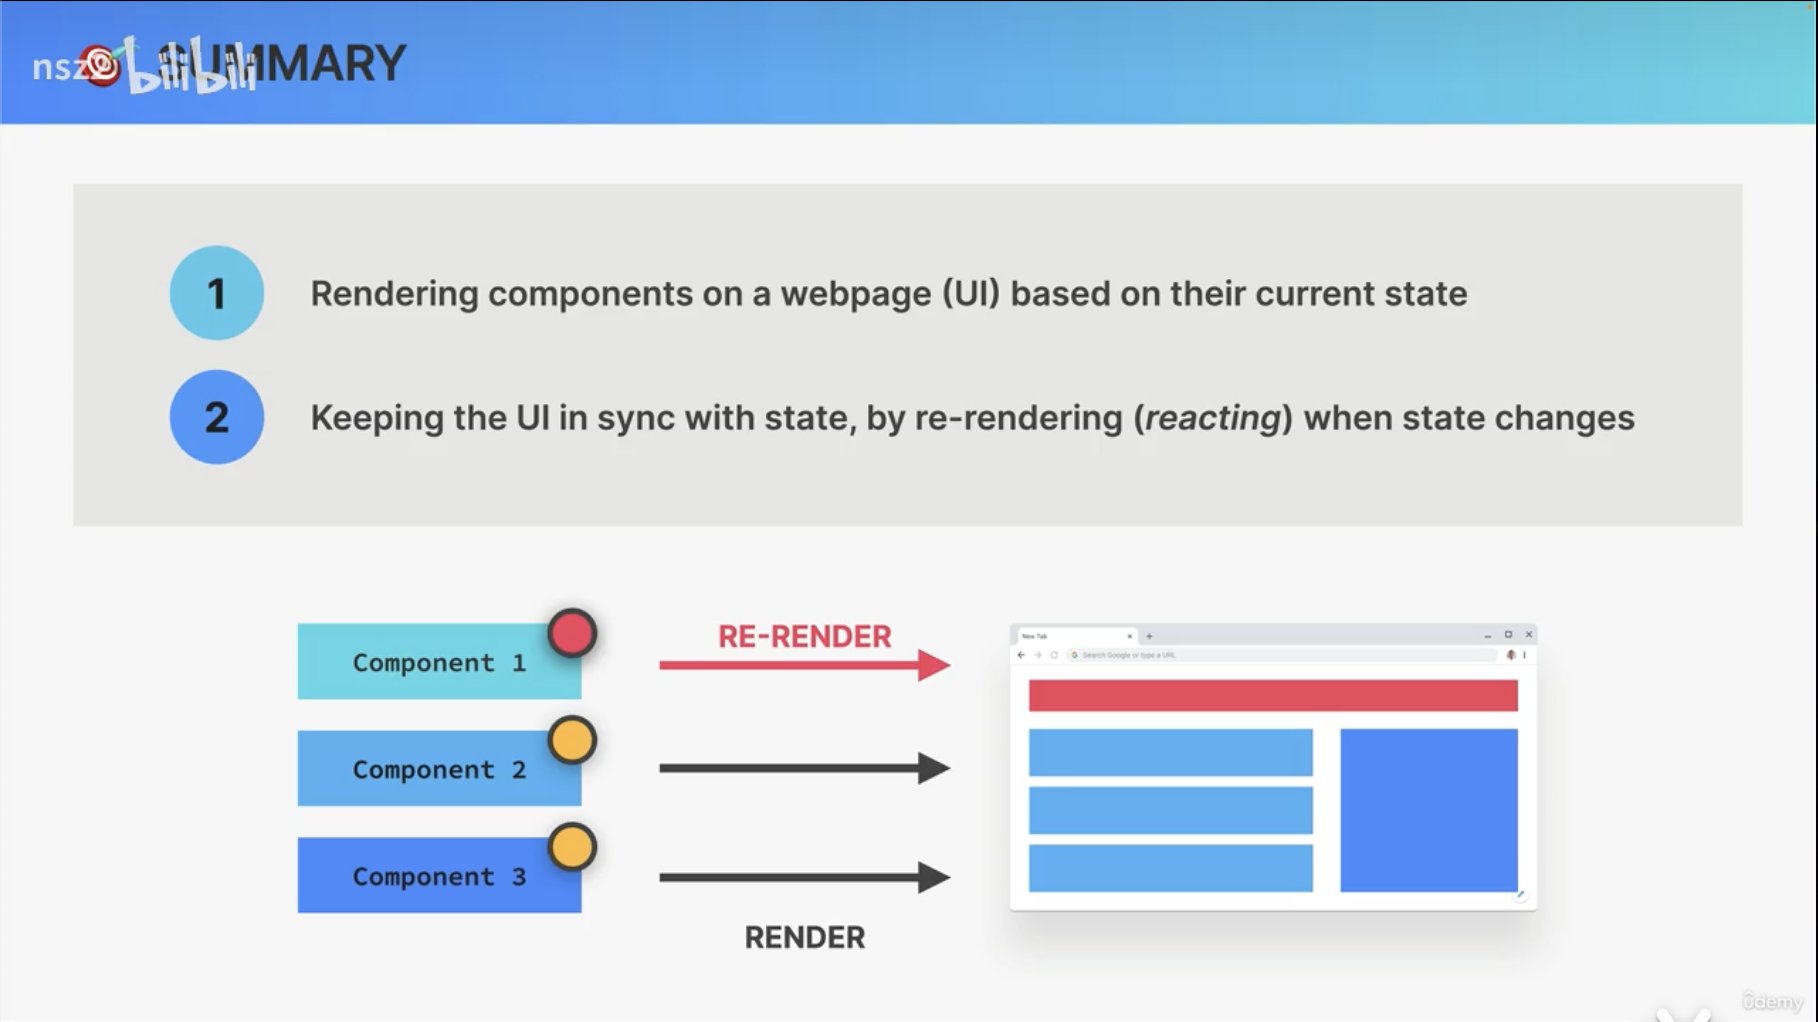 nszz bilibili
SUMMARY
1
Rendering components on a webpage (UI) based on their current state
2
Keeping the UI in sync with state, by re-rendering (reacting) when state changes
Component 1
RE-RENDER
Component 2
Component 3
RENDER
New Tab
Search Google or type a URL
ûdemy